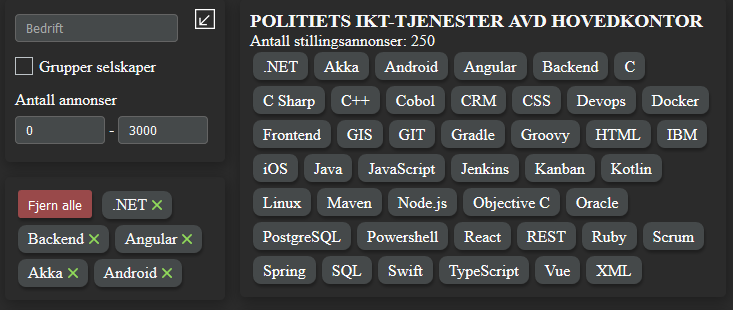 Bedrift
Grupper selskaper
Antall annonser
0 - 3000
Fjern alle .NET ×
Backend × Angular ×
Akka × Android ×
POLITIETS IKT-TJENESTER AVD HOVEDKONTOR
Antall stillingsannonser: 250
.NET Akka Android Angular Backend C
C Sharp C++ Cobol CRM CSS Devops Docker
Frontend GIS GIT Gradle Groovy HTML IBM
iOS Java JavaScript Jenkins Kanban Kotlin
Linux Maven Node.js Objective C Oracle
PostgreSQL Powershell React REST Ruby Scrum
Spring SQL Swift TypeScript Vue XML